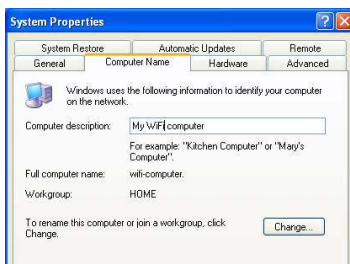 System Properties
System Restore Automatic Updates Remote
General Computer Name Hardware Advanced
Windows uses the following information to identify your computer
on the network.
Computer description: My WiFi computer
For example: "Kitchen Computer" or "Mary's
Computer".
Full computer name: wifi-computer.
Workgroup: HOME
To rename this computer or join a workgroup, click
Change. Change...